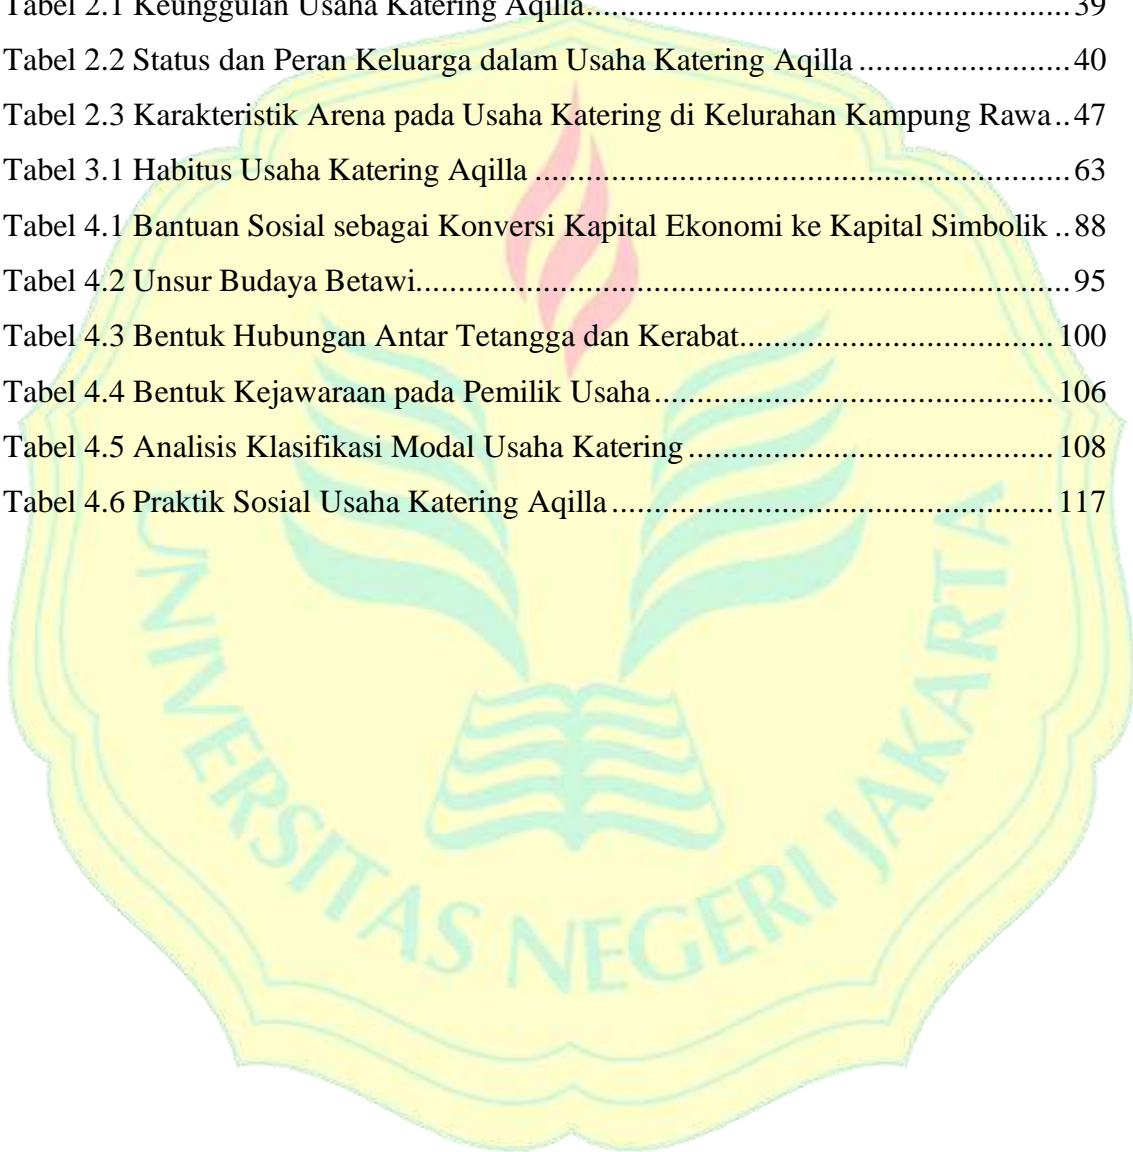 Tabel 2.1 Keunggulan Usaha Katering Aqilla............................................................39
Tabel 2.2 Status dan Peran Keluarga dalam Usaha Katering Aqilla ..........................40
Tabel 2.3 Karakteristik Arena pada Usaha Katering di Kelurahan Kampung Rawa..47
Tabel 3.1 Habitus Usaha Katering Aqilla ..................................................................63
Tabel 4.1 Bantuan Sosial sebagai Konversi Kapital Ekonomi ke Kapital Simbolik ..88
Tabel 4.2 Unsur Budaya Betawi.................................................................................95
Tabel 4.3 Bentuk Hubungan Antar Tetangga dan Kerabat.......................................100
Tabel 4.4 Bentuk Kejawaraan pada Pemilik Usaha ..................................................106
Tabel 4.5 Analisis Klasifikasi Modal Usaha Katering ..............................................108
Tabel 4.6 Praktik Sosial Usaha Katering Aqilla .......................................................117
UNIVERSITAS NEGERI JAKARTA